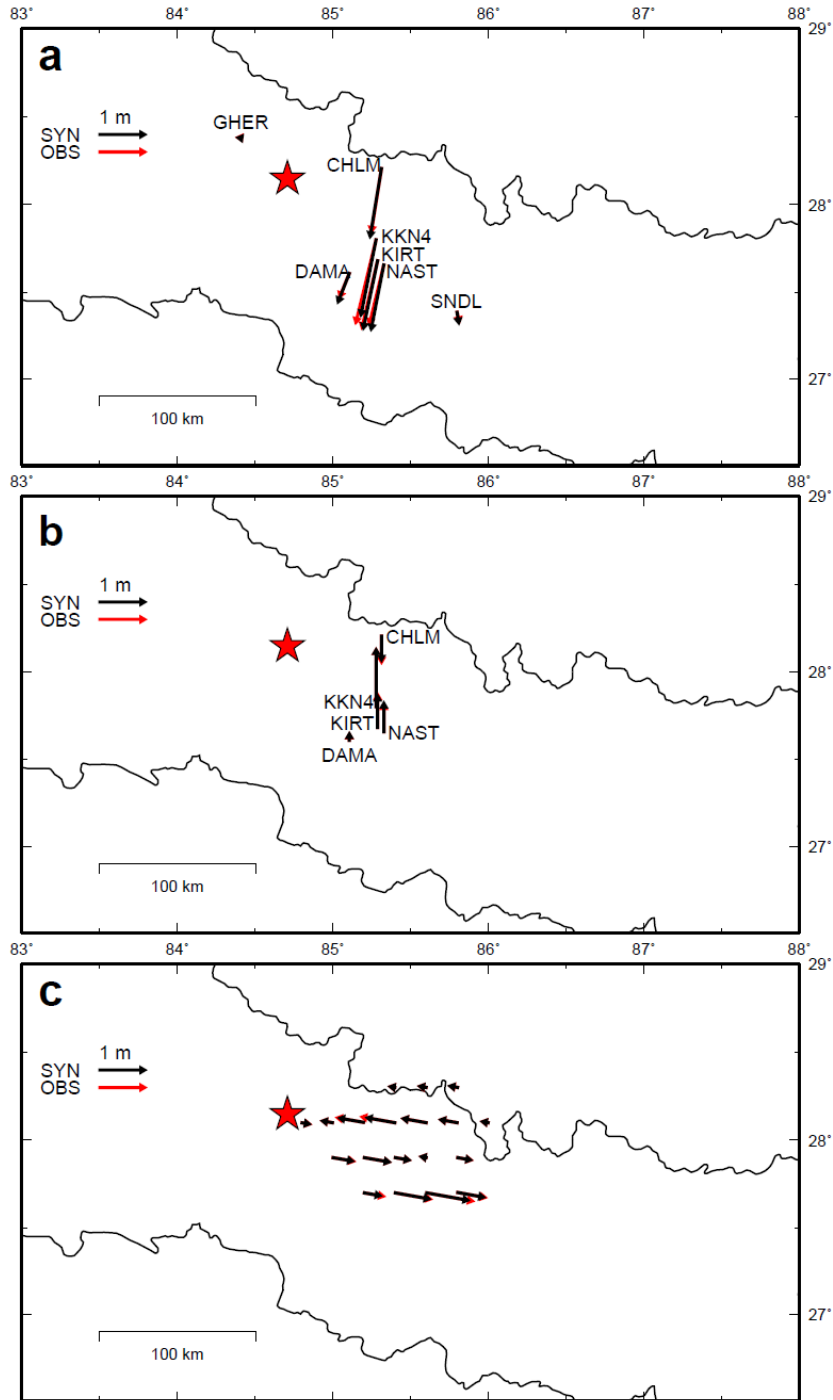 83˚ 84˚ 85˚ 86˚ 87˚ 88˚
29˚
a
1 m
GHER
SYN
OBS
CHLM
28˚
KKN4
KIRT
DAMA
NAST
SNDL
27˚
100 km
83˚ 84˚ 85˚ 86˚ 87˚ 88˚
29˚
b
1 m
SYN
OBS
CHLM
28˚
KKN4
KIRT
NAST
DAMA
27˚
100 km
83˚ 84˚ 85˚ 86˚ 87˚ 88˚
29˚
c
1 m
SYN
OBS
28˚
27˚
100 km